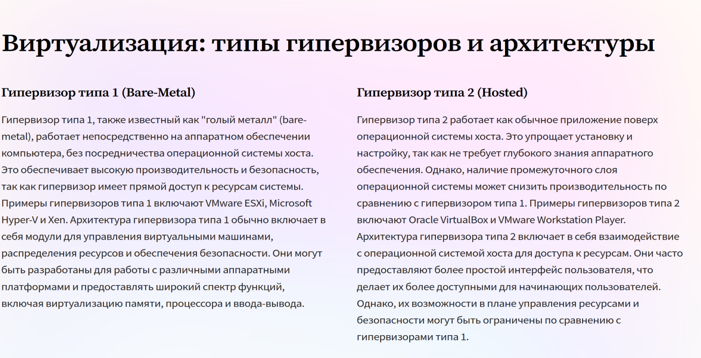 Виртуализация: типы гипервизоров и архитектуры
Гипервизор типа 1 (Bare-Metal)
Гипервизор типа 1, также известный как "голый металл" (bare-
metal), работает непосредственно на аппаратном обеспечении
компьютера, без посредничества операционной системы хоста.
Это обеспечивает высокую производительность и безопасность,
так как гипервизор имеет прямой доступ к ресурсам системы.
Примеры гипервизоров типа 1 включают VMware ESXi, Microsoft
Hyper-V и Xen. Архитектура гипервизора типа 1 обычно включает в
себя модули для управления виртуальными машинами,
распределения ресурсов и обеспечения безопасности. Они могут
быть разработаны для работы с различными аппаратными
платформами и предоставлять широкий спектр функций,
включая виртуализацию памяти, процессора и ввода-вывода.
Гипервизор типа 2 (Hosted)
Гипервизор типа 2 работает как обычное приложение поверх
операционной системы хоста. Это упрощает установку и
настройку, так как не требует глубокого знания аппаратного
обеспечения. Однако, наличие промежуточного слоя
операционной системы может снизить производительность по
сравнению с гипервизором типа 1. Примеры гипервизоров типа 2
включают Oracle VirtualBox и VMware Workstation Player.
Архитектура гипервизора типа 2 включает в себя взаимодействие
с операционной системой хоста для доступа к ресурсам. Они часто
предоставляют более простой интерфейс пользователя, что
делает их более доступными для начинающих пользователей.
Однако, их возможности в плане управления ресурсами и
безопасности могут быть ограничены по сравнению с
гипервизорами типа 1.